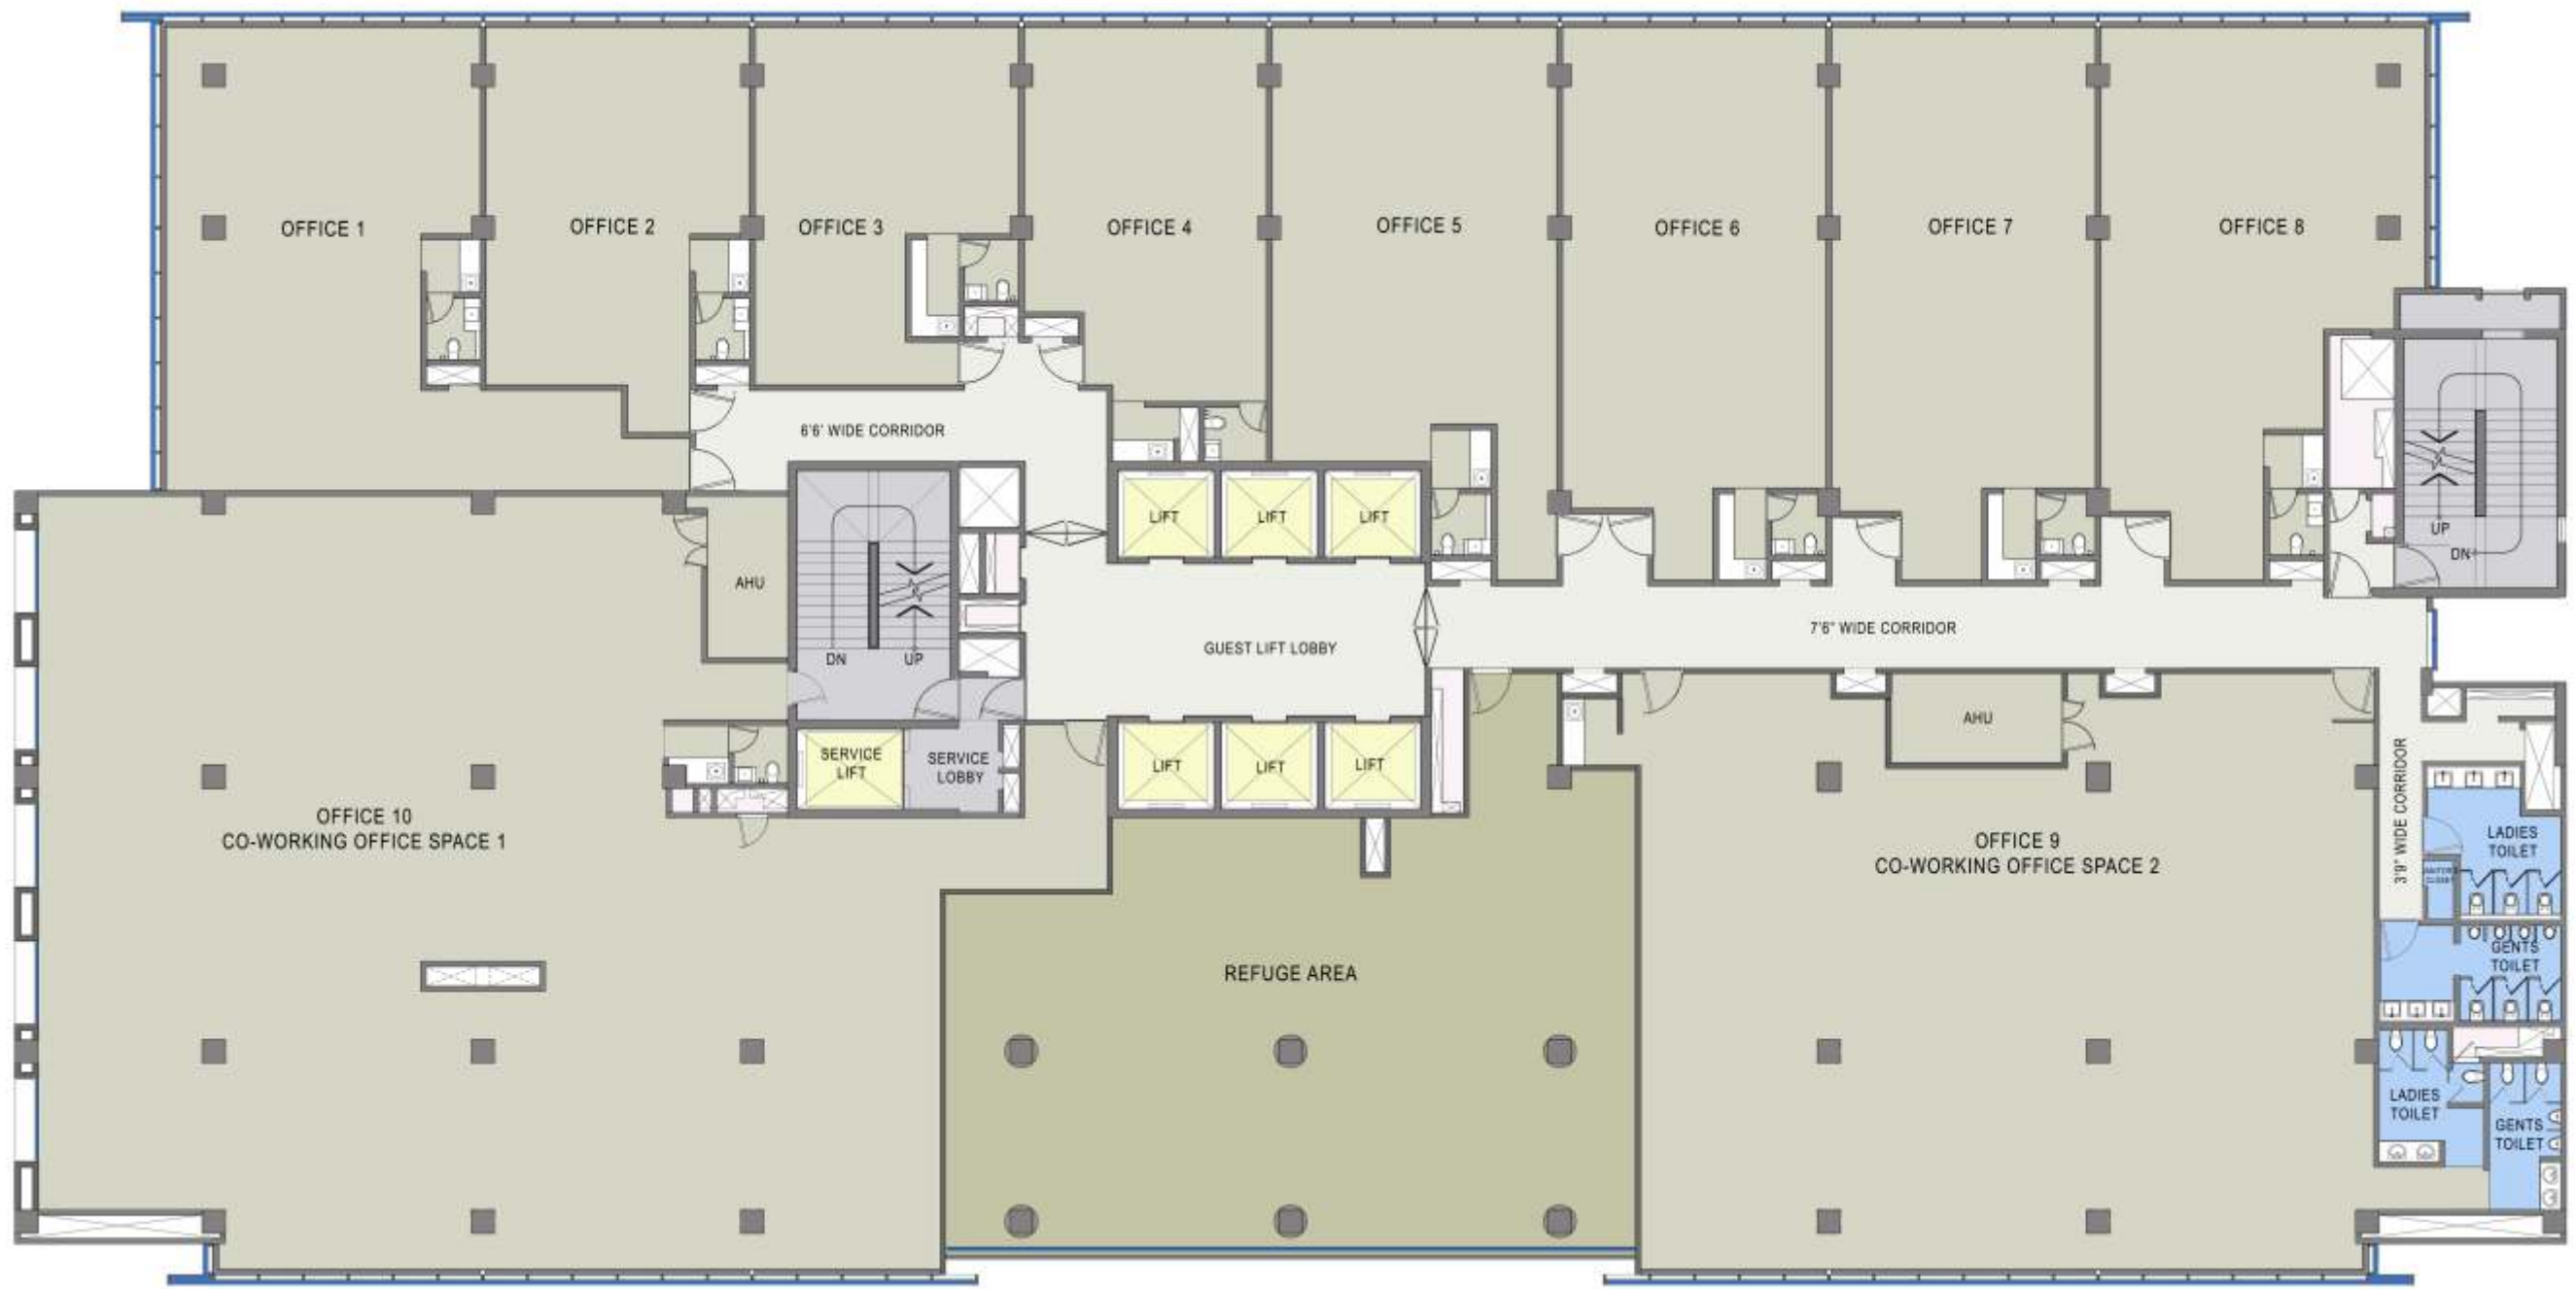 OFFICE 1
OFFICE 2
OFFICE 3
OFFICE 4
OFFICE 5
OFFICE 6
OFFICE 7
OFFICE 8
6'6' WIDE CORRIDOR
LIFT
LIFT
LIFT
UP
DN
AHU
DN
UP
GUEST LIFT LOBBY
7'6" WIDE CORRIDOR
AHU
SERVICE
LIFT
SERVICE
LOBBY
LIFT
LIFT
LIFT
3'9" WIDE CORRIDOR
OFFICE 10
CO-WORKING OFFICE SPACE 1
OFFICE 9
CO-WORKING OFFICE SPACE 2
LADIES
TOILET
GENTS
TOILET
REFUGE AREA
LADIES
TOILET
GENTS
TOILET